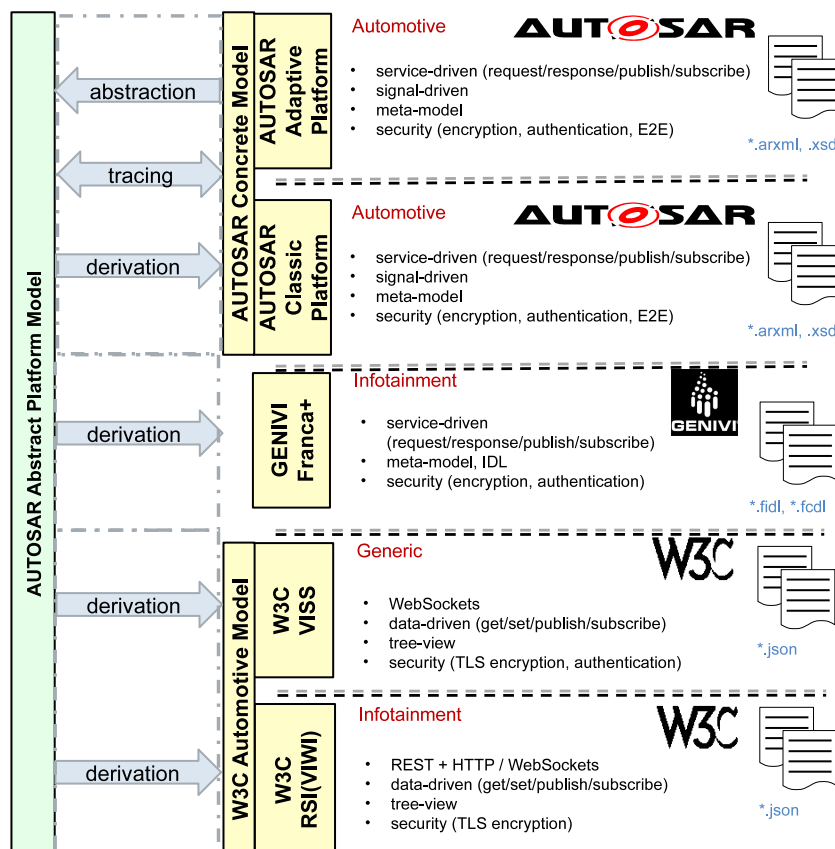 AUTOSAR Abstract Platform Model
abstraction
tracing
derivation
derivation
derivation
derivation
AUTOSAR Concrete Model
AUTOSAR
Adaptive
Platform
Automotive
AUTOSAR
• service-driven (request/response/publish/subscribe)
• signal-driven
• meta-model
• security (encryption, authentication, E2E)
*.arxml, .xsd
AUTOSAR
Classic
Platform
Automotive
AUTOSAR
• service-driven (request/response/publish/subscribe)
• signal-driven
• meta-model
• security (encryption, authentication, E2E)
*.arxml, .xsd
GENIVI
Franca+
Infotainment
GENIVI
• service-driven
(request/response/publish/subscribe)
• meta-model, IDL
• security (encryption, authentication)
*.fidl, *.fcdl
W3C Automotive Model
W3C
VISS
Generic
W3C
• WebSockets
• data-driven (get/set/publish/subscribe)
• tree-view
• security (TLS encryption, authentication)
*.json
W3C
RSI(VIWI)
Infotainment
W3C
• REST + HTTP / WebSockets
• data-driven (get/set/publish/subscribe)
• tree-view
• security (TLS encryption)
*.json